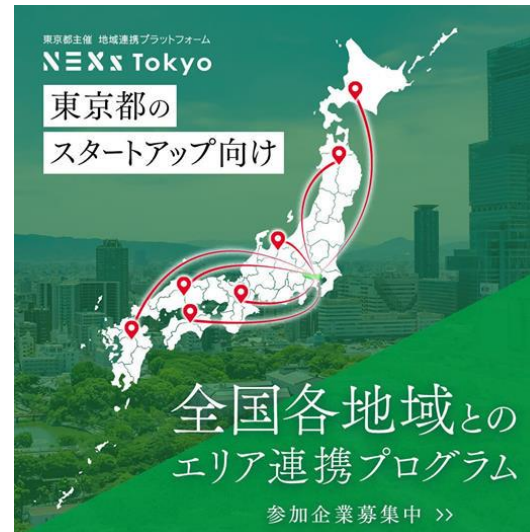 東京都主催 地域連携プラットフォーム
NEXs Tokyo
東京都の
スタートアップ向け
全国各地域との
エリア連携プログラム
参加企業募集中 >>